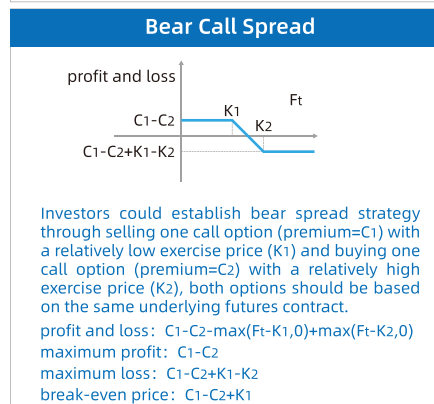 Bear Call Spread
profit and loss
Ft
K1
C1-C2
K2
C1-C2+K1-K2
Investors could establish bear spread strategy
through selling one call option (premium=C1) with
a relatively low exercise price (K1) and buying one
call option (premium=C2) with a relatively high
exercise price (K2), both options should be based
on the same underlying futures contract.
profit and loss: C1-C2-max(Ft-K1,0)+max(Ft-K2,0)
maximum profit: C1-C2
maximum loss: C1-C2+K1-K2
break-even price: C1-C2+K1